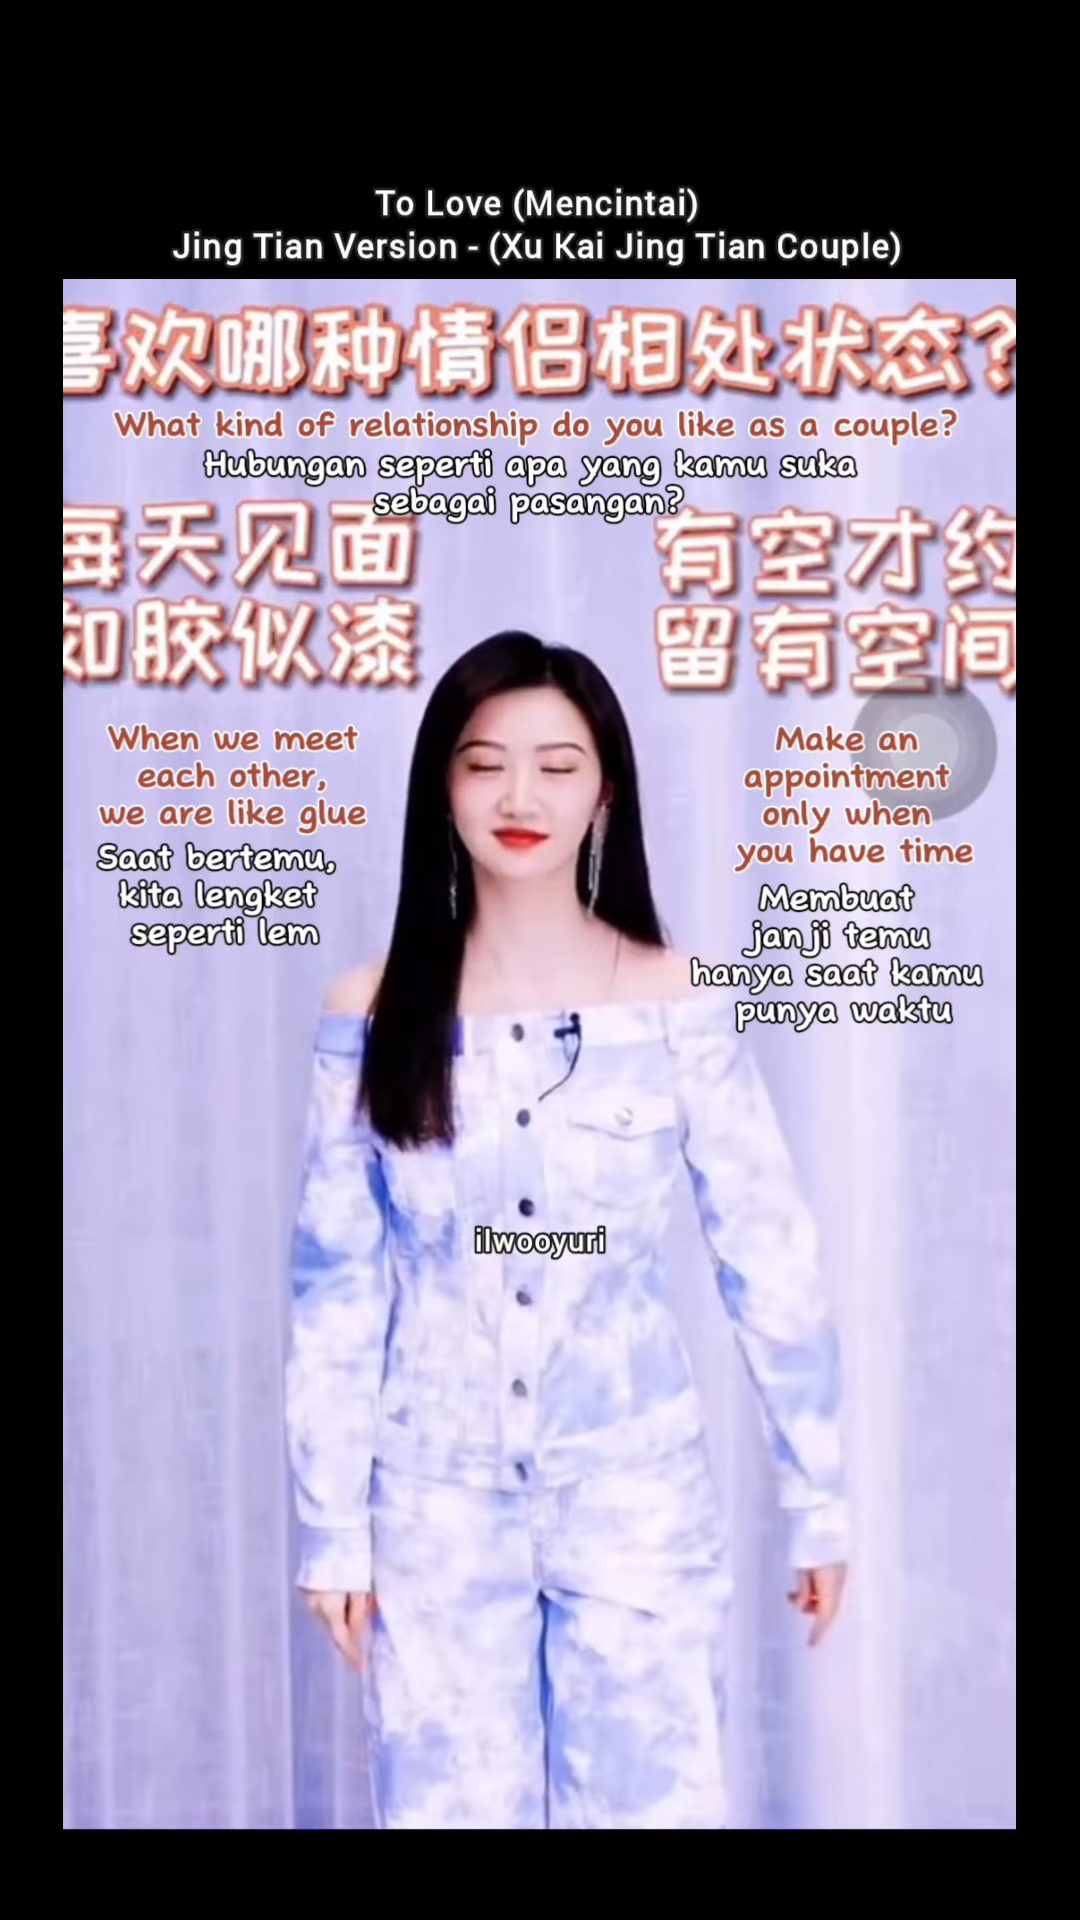 To Love (Mencintai)
Jing Tian Version - (Xu Kai Jing Tian Couple)
喜欢哪种情侣相处状态?
What kind of relationship do you like as a couple?
Hubungan seperti apa yang kamu suka
sebagai pasangan?
每天见面
如胶似漆
When we meet
each other,
we are like glue
Saat bertemu,
kita lengket
seperti lem
有空才约
留有空间
Make an
appointment
only when
you have time
Membuat
janji temu
hanya saat kamu
punya waktu
ilwooyuri